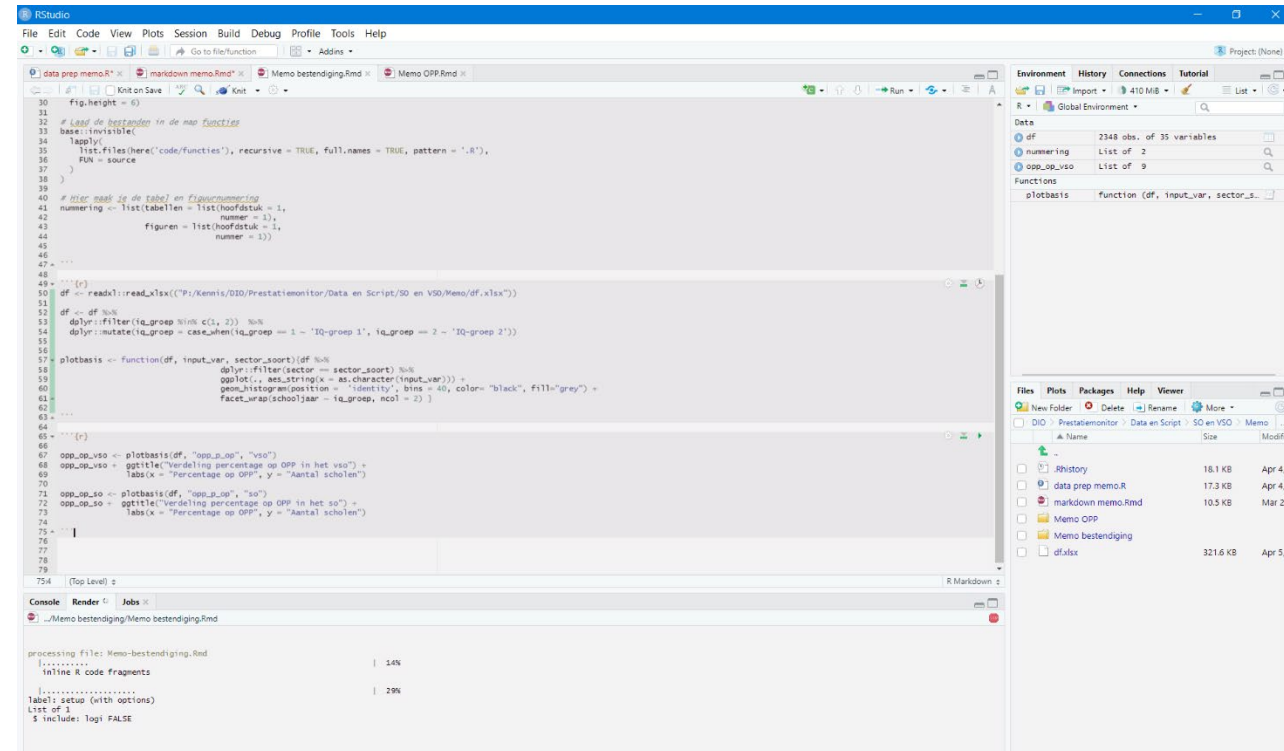 RStudio
File Edit Code View Plots Session Build Debug Profile Tools Help
Go to file/function Addins
Project: (None)
data prep memo.R* markdown memo.Rmd* Memo bestendiging.Rmd Memo OPP.Rmd
Knit on Save Knit Run
30 fig.height = 6)
31
32 # Laad de bestanden in de map functies
33 base::invisible(
34 lapply(
35 list.files(here('code/functies'), recursive = TRUE, full.names = TRUE, pattern = '.R'),
36 FUN = source
37 )
38 )
39
40 # Hier maak je de tabel en figuurnummering
41 nummering <- list(tabellen = list(hoofdstuk = 1,
42 nummer = 1),
43 figuren = list(hoofdstuk = 1,
44 nummer = 1))
45
46
47 ```
48
49 ```{r}
50 df <- readxl::read_xlsx(("P:/Kennis/DIO/Prestatiemonitor/Data en Script/SO en VSO/Memo/df.xlsx"))
51
52 df <- df %>%
53 dplyr::filter(iq_groep %in% c(1, 2)) %>%
54 dplyr::mutate(iq_groep = case_when(iq_groep == 1 ~ 'IQ-groep 1', iq_groep == 2 ~ 'IQ-groep 2'))
55
56
57 plotbasis <- function(df, input_var, sector_soort){df %>%
58 dplyr::filter(sector == sector_soort) %>%
59 ggplot(., aes_string(x = as.character(input_var))) +
60 geom_histogram(position = 'identity', bins = 40, color= "black", fill="grey") +
61 facet_wrap(schooljaar ~ iq_groep, ncol = 2) }
62
63 ```
64
65 ```{r}
66
67 opp_op_vso <- plotbasis(df, "opp_p_op", "vso")
68 opp_op_vso + ggtitle("Verdeling percentage op OPP in het vso") +
69 labs(x = "Percentage op OPP", y = "Aantal scholen")
70
71 opp_op_so <- plotbasis(df, "opp_p_op", "so")
72 opp_op_so + ggtitle("Verdeling percentage op OPP in het so") +
73 labs(x = "Percentage op OPP", y = "Aantal scholen")
74
75 ```
76
77
78
79
75:4 (Top Level) R Markdown
Console Render Jobs
.../Memo bestendiging/Memo bestendiging.Rmd
processing file: Memo-bestendiging.Rmd
|.......... | 14%
inline R code fragments
|.................... | 29%
label: setup (with options)
List of 1
$ include: logi FALSE
Environment History Connections Tutorial
Import 410 MiB List
R Global Environment
Data
df 2348 obs. of 35 variables
nummering List of 2
opp_op_vso List of 9
Functions
plotbasis function (df, input_var, sector_s…
Files Plots Packages Help Viewer
New Folder Delete Rename More
DIO Prestatiemonitor Data en Script SO en VSO Memo ...
Name Size Modifi
..
.Rhistory 18.1 KB Apr 4,
data prep memo.R 17.3 KB Apr 4,
markdown memo.Rmd 10.5 KB Mar 2
Memo OPP
Memo bestendiging
df.xlsx 321.6 KB Apr 5,